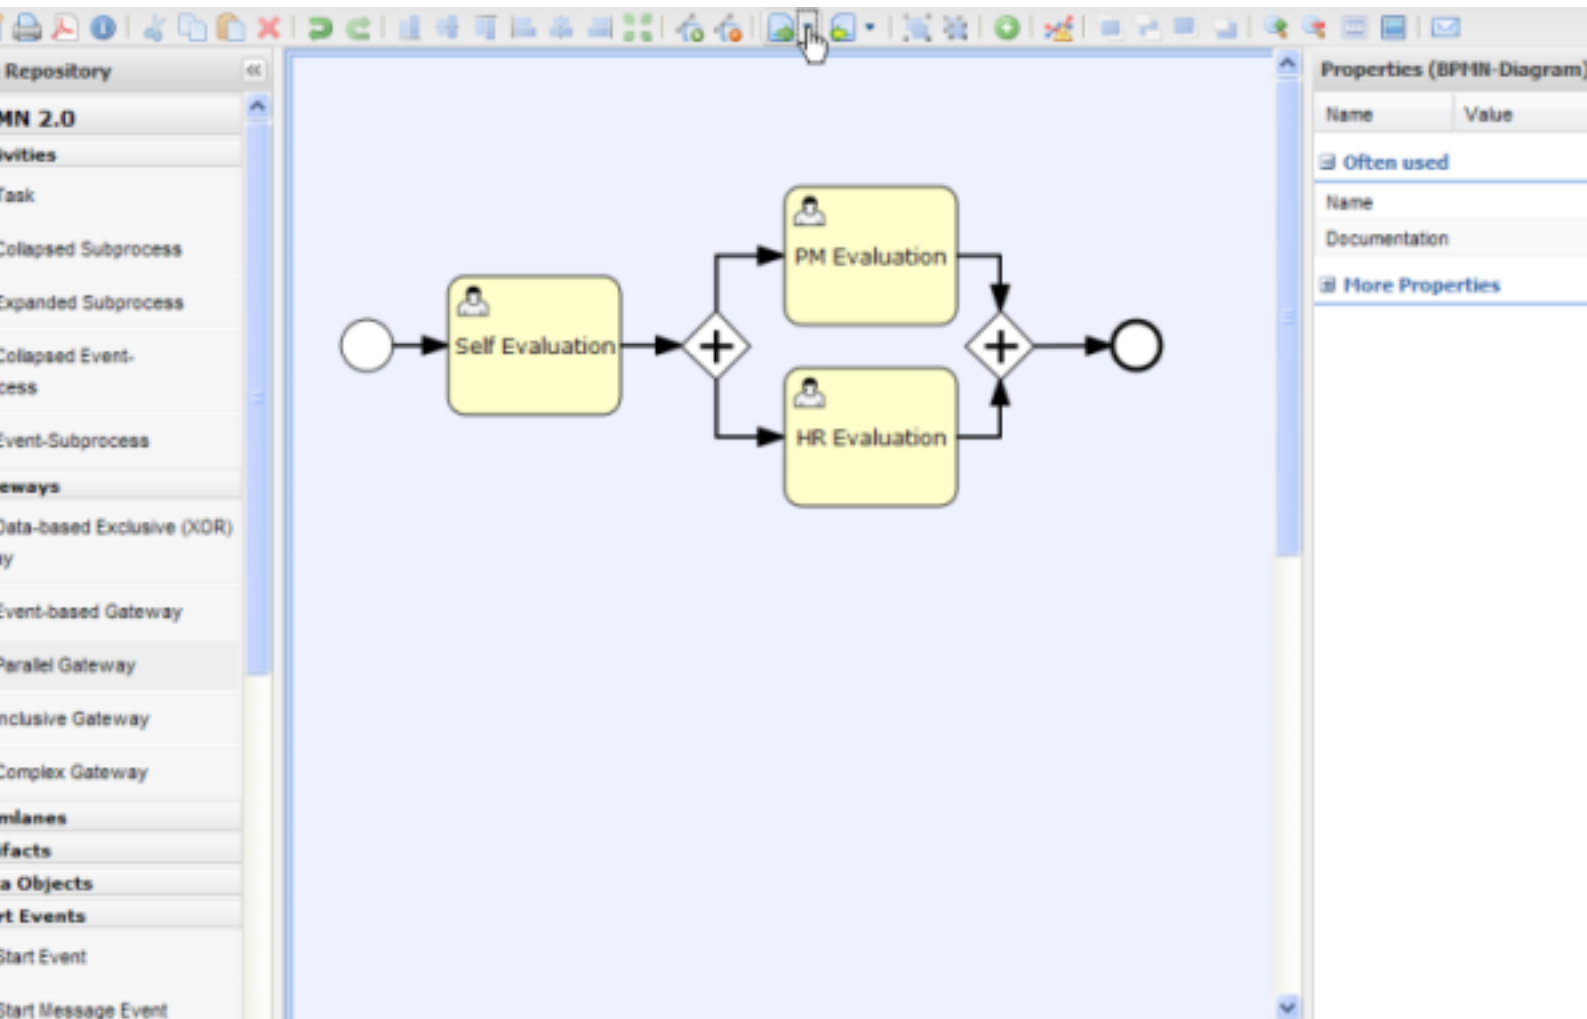 Repository
MN 2.0
ivities
Task
Collapsed Subprocess
Expanded Subprocess
Collapsed Event-
cess
Event-Subprocess
eways
Data-based Exclusive (XOR)
ay
Event-based Gateway
Parallel Gateway
nclusive Gateway
Complex Gateway
mlanes
ifacts
a Objects
rt Events
Start Event
Start Message Event
Self Evaluation
PM Evaluation
HR Evaluation
Properties (BPMN-Diagram)
Name Value
Often used
Name
Documentation
More Properties